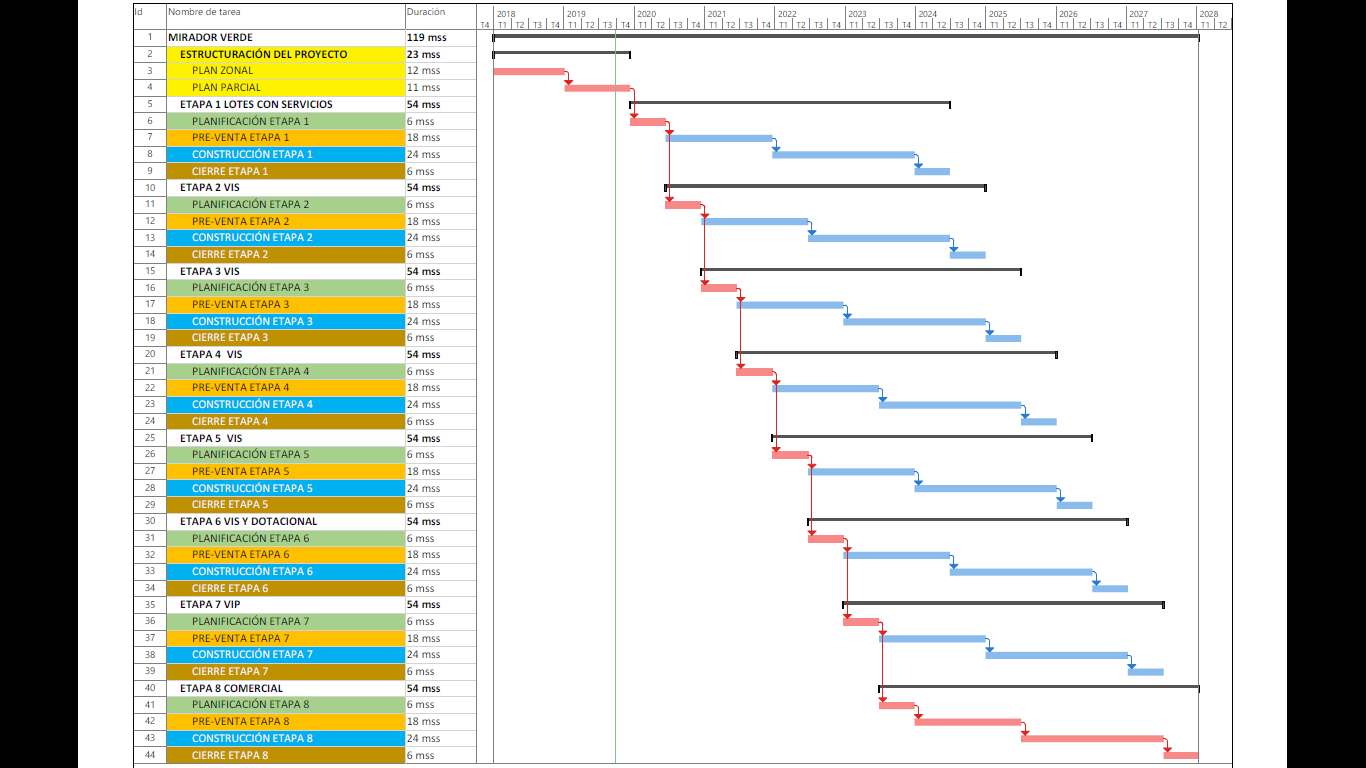 Id Nombre de tarea Duración 2018 2019 2020 2021 2022 2023 2024 2025 2026 2027 2028
T4 T1 T2 T3 T4 T1 T2 T3 T4 T1 T2 T3 T4 T1 T2 T3 T4 T1 T2 T3 T4 T1 T2 T3 T4 T1 T2 T3 T4 T1 T2 T3 T4 T1 T2 T3 T4 T1 T2 T3 T4 T1 T2
1 MIRADOR VERDE 119 mss
2 ESTRUCTURACIÓN DEL PROYECTO 23 mss
3 PLAN ZONAL 12 mss
4 PLAN PARCIAL 11 mss
5 ETAPA 1 LOTES CON SERVICIOS 54 mss
6 PLANIFICACIÓN ETAPA 1 6 mss
7 PRE-VENTA ETAPA 1 18 mss
8 CONSTRUCCIÓN ETAPA 1 24 mss
9 CIERRE ETAPA 1 6 mss
10 ETAPA 2 VIS 54 mss
11 PLANIFICACIÓN ETAPA 2 6 mss
12 PRE-VENTA ETAPA 2 18 mss
13 CONSTRUCCIÓN ETAPA 2 24 mss
14 CIERRE ETAPA 2 6 mss
15 ETAPA 3 VIS 54 mss
16 PLANIFICACIÓN ETAPA 3 6 mss
17 PRE-VENTA ETAPA 3 18 mss
18 CONSTRUCCIÓN ETAPA 3 24 mss
19 CIERRE ETAPA 3 6 mss
20 ETAPA 4 VIS 54 mss
21 PLANIFICACIÓN ETAPA 4 6 mss
22 PRE-VENTA ETAPA 4 18 mss
23 CONSTRUCCIÓN ETAPA 4 24 mss
24 CIERRE ETAPA 4 6 mss
25 ETAPA 5 VIS 54 mss
26 PLANIFICACIÓN ETAPA 5 6 mss
27 PRE-VENTA ETAPA 5 18 mss
28 CONSTRUCCIÓN ETAPA 5 24 mss
29 CIERRE ETAPA 5 6 mss
30 ETAPA 6 VIS Y DOTACIONAL 54 mss
31 PLANIFICACIÓN ETAPA 6 6 mss
32 PRE-VENTA ETAPA 6 18 mss
33 CONSTRUCCIÓN ETAPA 6 24 mss
34 CIERRE ETAPA 6 6 mss
35 ETAPA 7 VIP 54 mss
36 PLANIFICACIÓN ETAPA 7 6 mss
37 PRE-VENTA ETAPA 7 18 mss
38 CONSTRUCCIÓN ETAPA 7 24 mss
39 CIERRE ETAPA 7 6 mss
40 ETAPA 8 COMERCIAL 54 mss
41 PLANIFICACIÓN ETAPA 8 6 mss
42 PRE-VENTA ETAPA 8 18 mss
43 CONSTRUCCIÓN ETAPA 8 24 mss
44 CIERRE ETAPA 8 6 mss